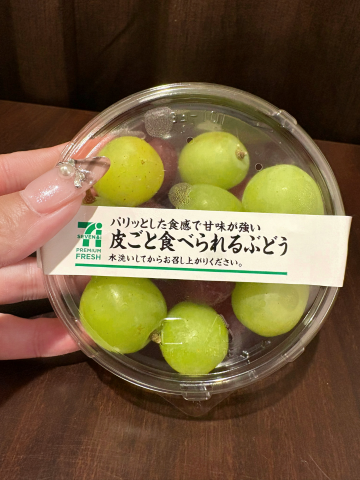 パリッとした食感で甘味が強い
皮ごと食べられるぶどう
水洗いしてからお召し上がりください。
SEVEN&i
PREMIUM
FRESH